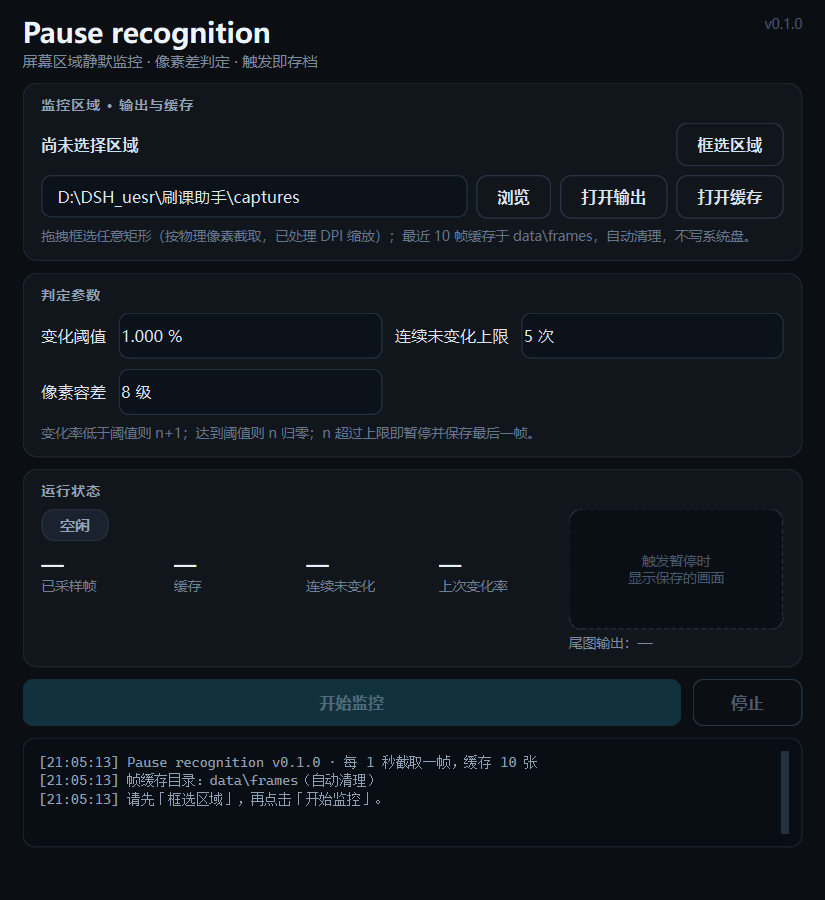 Pause recognition
v0.1.0
屏幕区域静默监控 · 像素差判定 · 触发即存档
监控区域 • 输出与缓存
尚未选择区域
框选区域
D:\DSH_uesr\刷课助手\captures
浏览
打开输出
打开缓存
拖拽框选任意矩形（按物理像素截取，已处理 DPI 缩放）；最近 10 帧缓存于 data\frames，自动清理，不写系统盘。
判定参数
变化阈值
1.000 %
连续未变化上限
5 次
像素容差
8 级
变化率低于阈值则 n+1；达到阈值则 n 归零；n 超过上限即暂停并保存最后一帧。
运行状态
空闲
— — — —
已采样帧 缓存 连续未变化 上次变化率
触发暂停时
显示保存的画面
尾图输出：—
开始监控
停止
[21:05:13] Pause recognition v0.1.0 · 每 1 秒截取一帧，缓存 10 张
[21:05:13] 帧缓存目录：data\frames（自动清理）
[21:05:13] 请先「框选区域」，再点击「开始监控」。